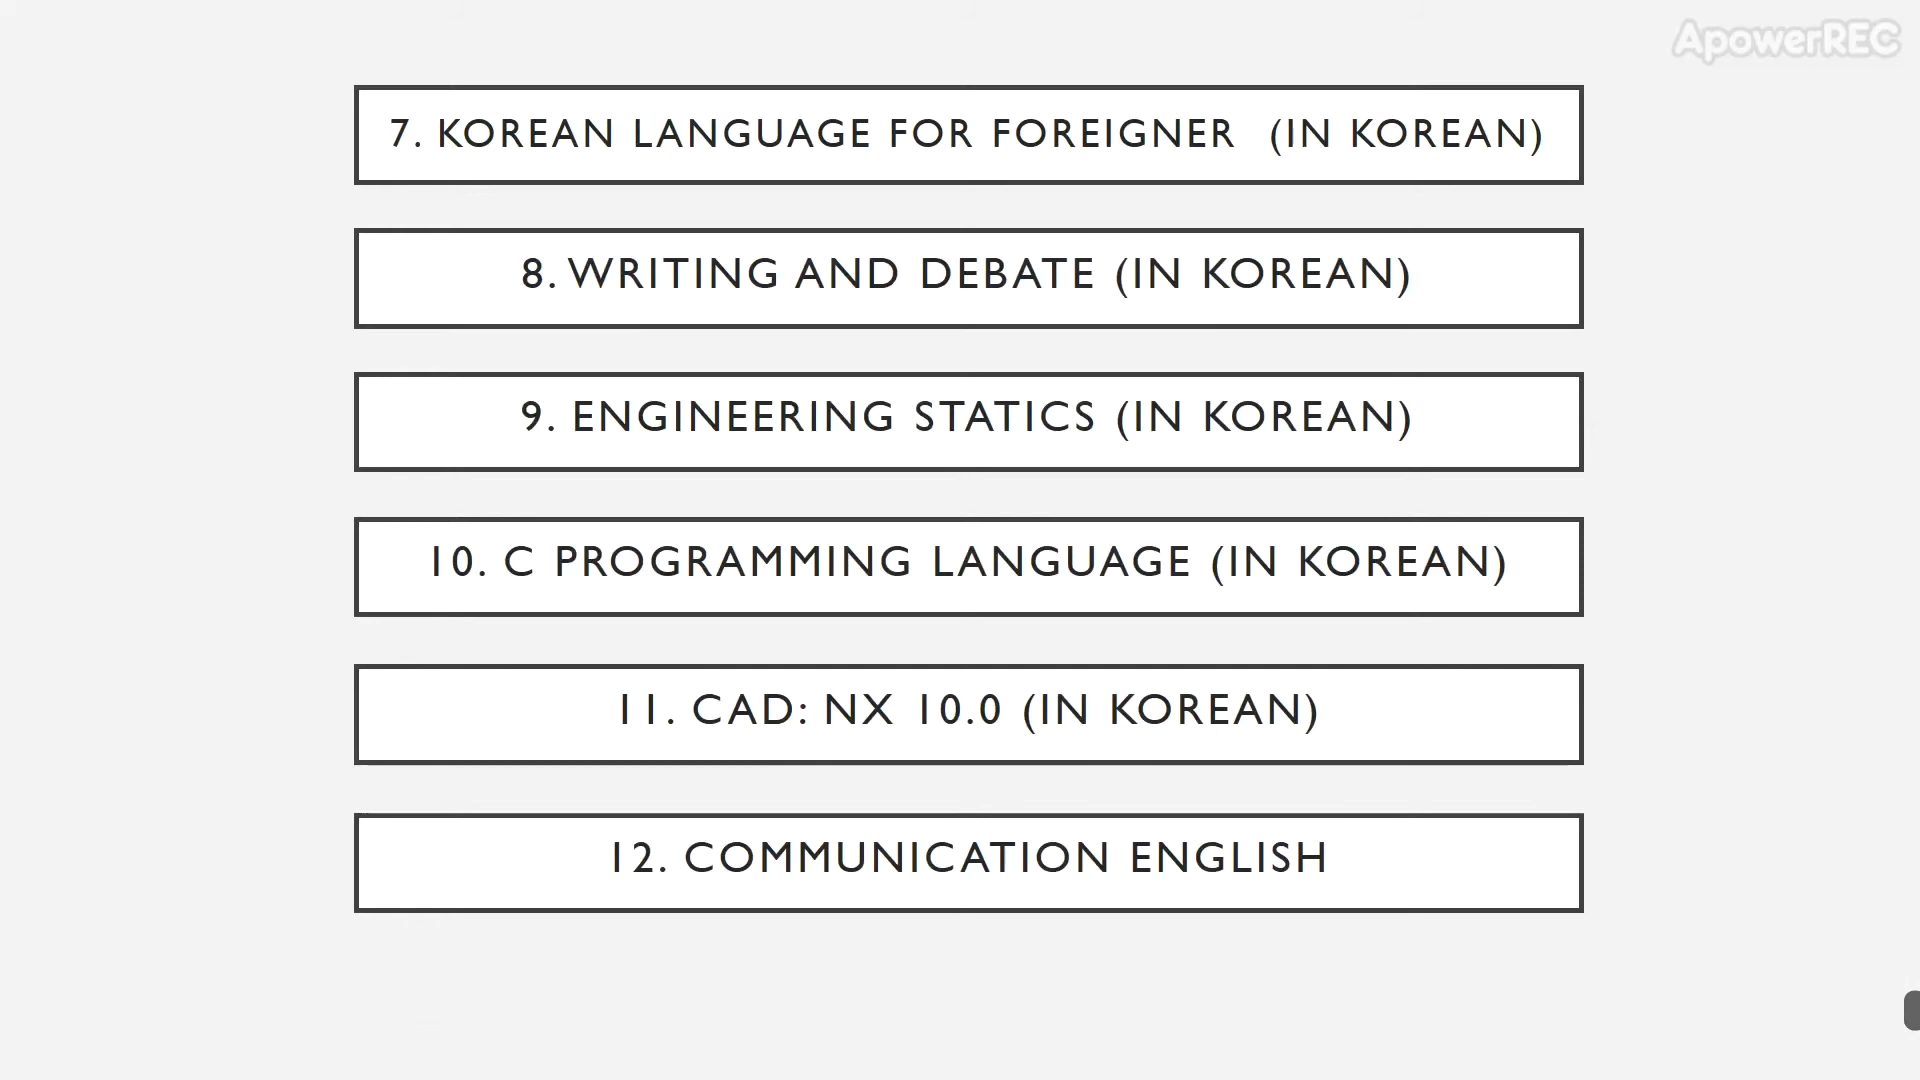 ApowerREC
7. KOREAN LANGUAGE FOR FOREIGNER (IN KOREAN)
8. WRITING AND DEBATE (IN KOREAN)
9. ENGINEERING STATICS (IN KOREAN)
10. C PROGRAMMING LANGUAGE (IN KOREAN)
11. CAD: NX 10.0 (IN KOREAN)
12. COMMUNICATION ENGLISH